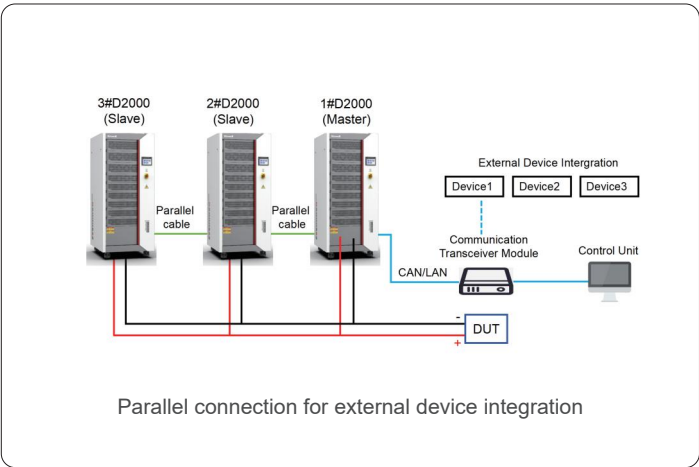 3#D2000
(Slave)
2#D2000
(Slave)
1#D2000
(Master)
External Device Intergration
Device1
Device2
Device3
Parallel
cable
Parallel
cable
Communication
Transceiver Module
Control Unit
CAN/LAN
-
DUT
+
Parallel connection for external device integration